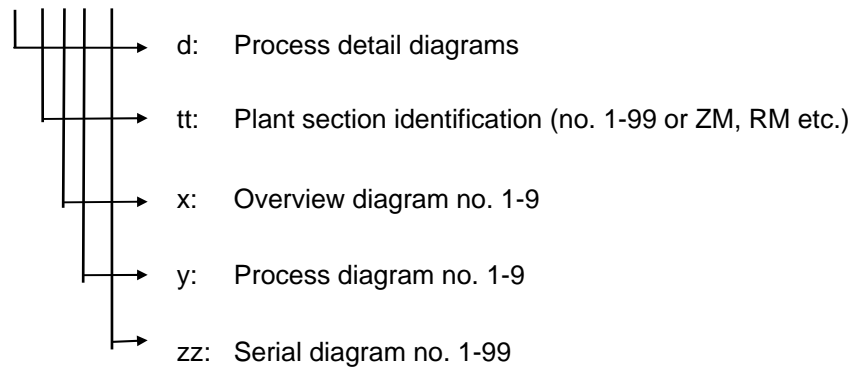 d: Process detail diagrams
tt: Plant section identification (no. 1-99 or ZM, RM etc.)
x: Overview diagram no. 1-9
y: Process diagram no. 1-9
zz: Serial diagram no. 1-99